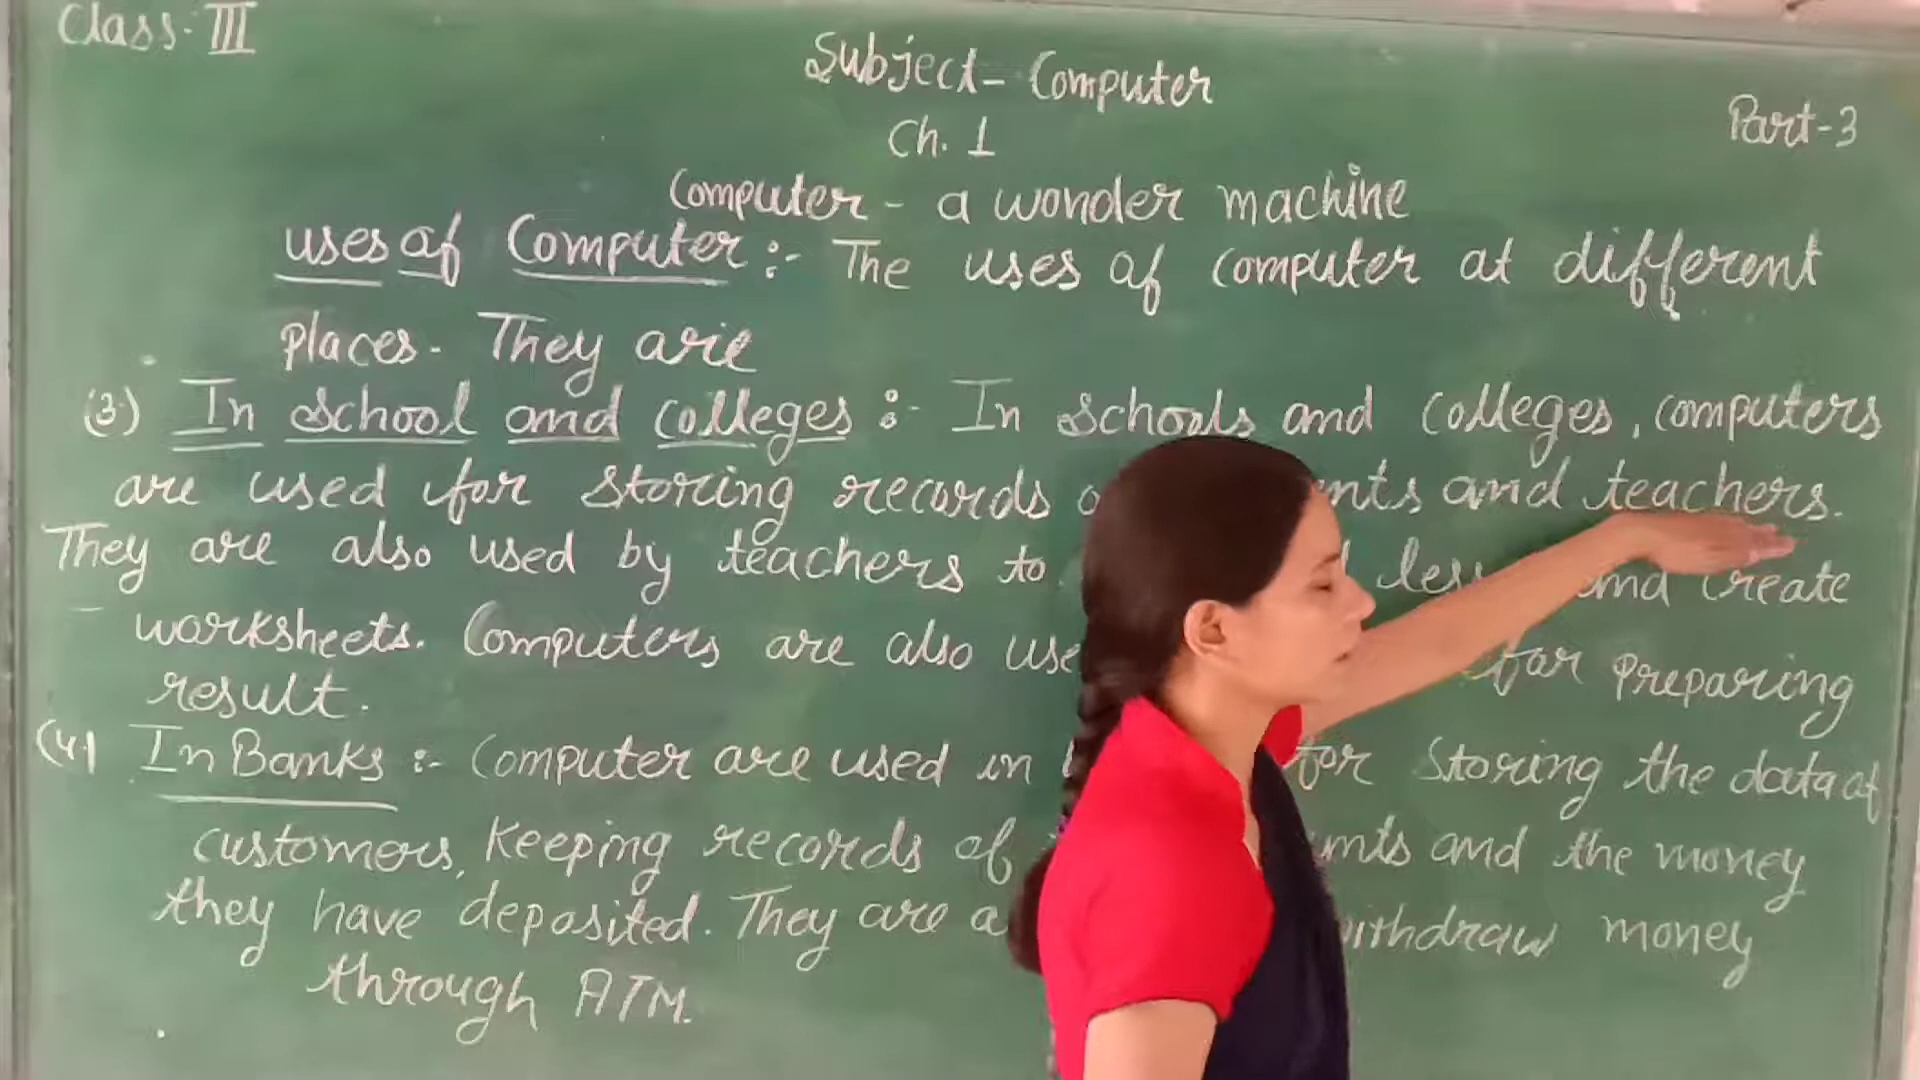 Class-III
Subject-Computer
Ch. 1
Part-3
Computer - a wonder machine
uses of Computer :- The uses of computer at different
places. They are
(3.) In school and colleges :- In schools and colleges, computers
are used for storing records and teachers.
They are also used by teachers to and create
worksheets. Computers are also for preparing
result.
(4.) In Banks :- Computer are used in for storing the data of
customers, keeping records of and the money
they have deposited. They are withdraw money
through ATM.